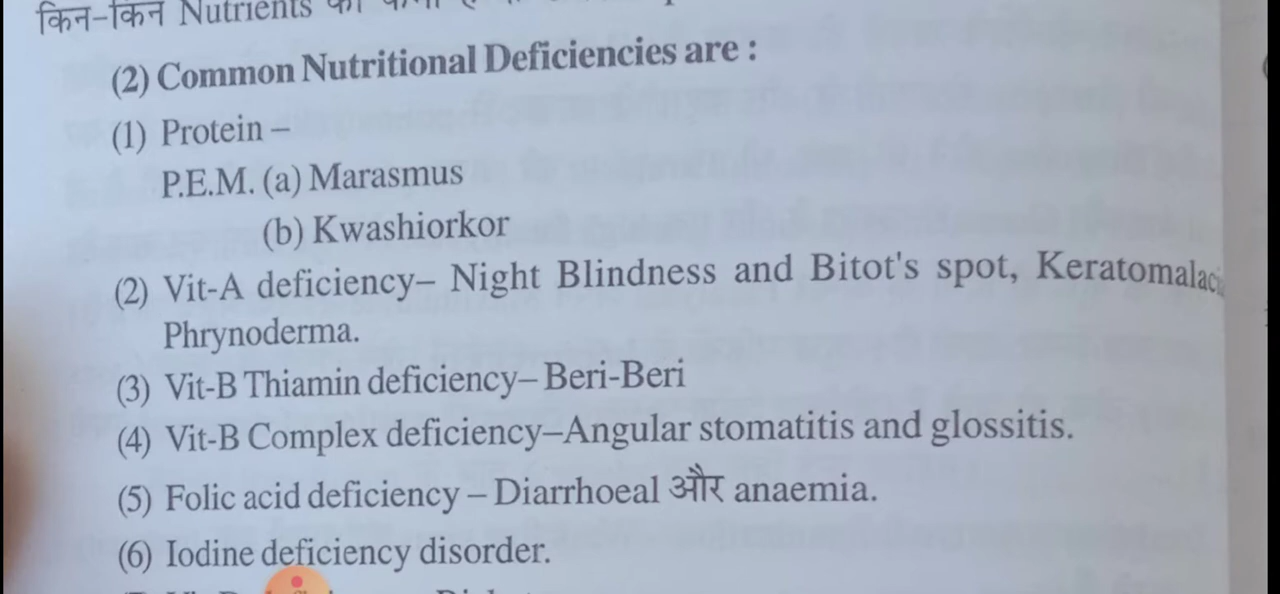 किन-किन Nutrients
(2) Common Nutritional Deficiencies are :
(1) Protein –
P.E.M. (a) Marasmus
(b) Kwashiorkor
(2) Vit-A deficiency– Night Blindness and Bitot's spot,
Phrynoderma.
(3) Vit-B Thiamin deficiency– Beri-Beri
(4) Vit-B Complex deficiency–Angular stomatitis and glossitis.
(5) Folic acid deficiency – Diarrhoeal और anaemia.
(6) Iodine deficiency disorder.